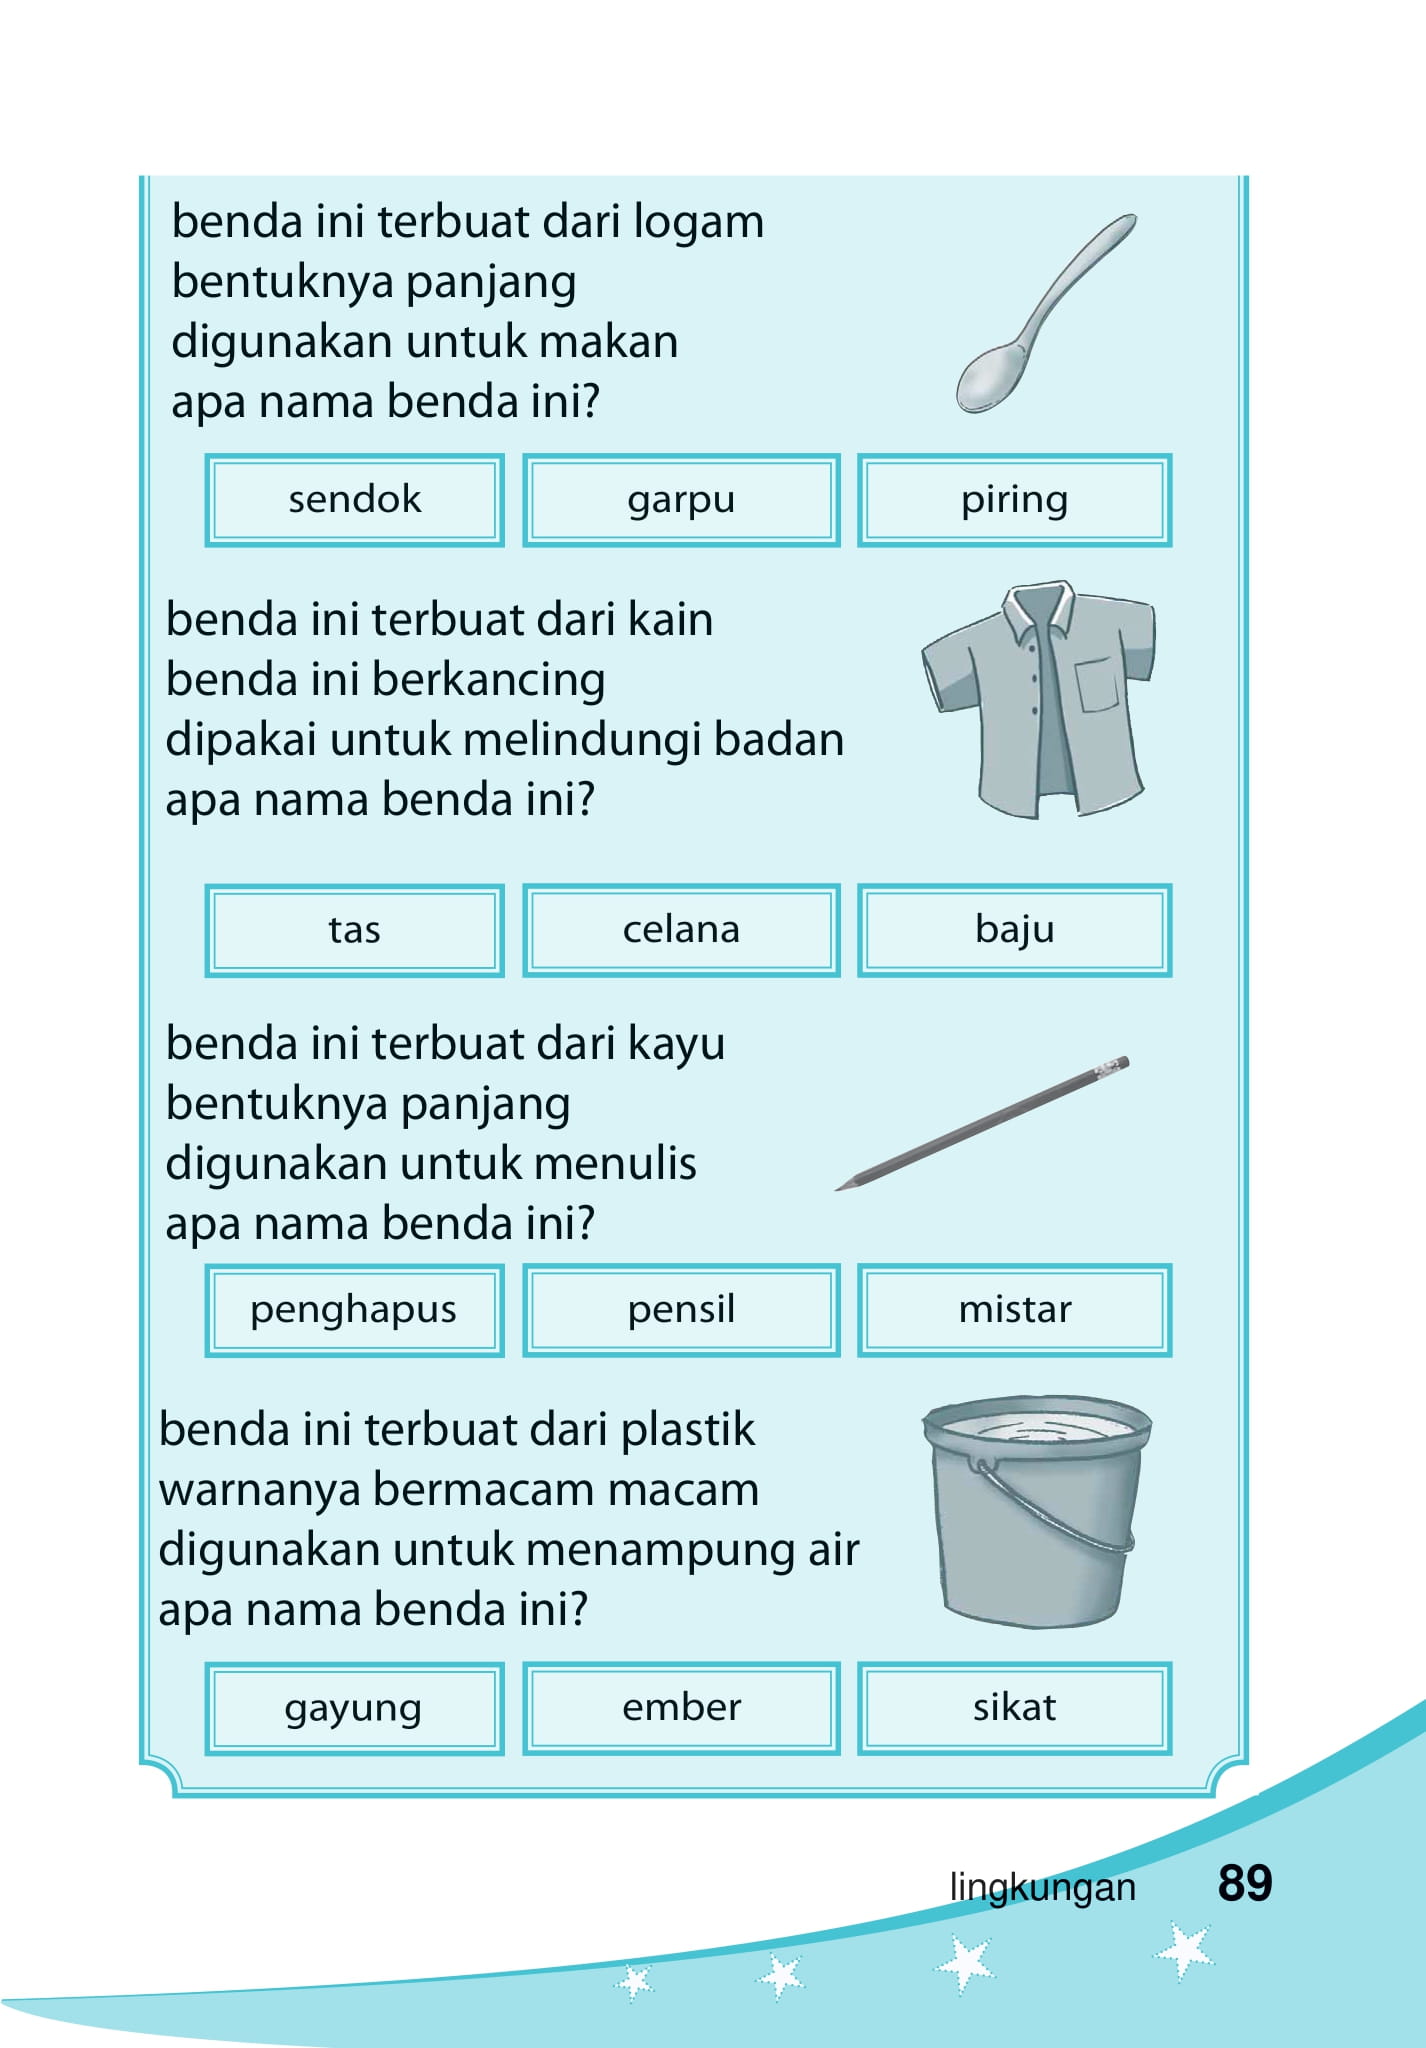 benda ini terbuat dari logam
bentuknya panjang
digunakan untuk makan
apa nama benda ini?
sendok
garpu
piring
benda ini terbuat dari kain
benda ini berkancing
dipakai untuk melindungi badan
apa nama benda ini?
tas
celana
baju
benda ini terbuat dari kayu
bentuknya panjang
digunakan untuk menulis
apa nama benda ini?
penghapus
pensil
mistar
benda ini terbuat dari plastik
warnanya bermacam macam
digunakan untuk menampung air
apa nama benda ini?
gayung
ember
sikat
lingkungan 89